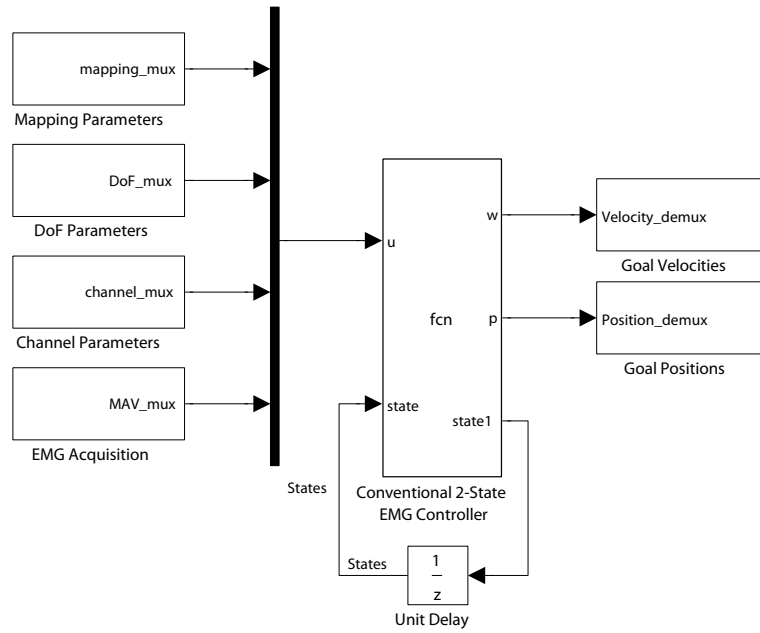 mapping_mux
Mapping Parameters
DoF_mux
DoF Parameters
channel_mux
Channel Parameters
MAV_mux
EMG Acquisition
u
state
fcn
w
p
state1
Conventional 2-State
EMG Controller
Velocity_demux
Goal Velocities
Position_demux
Goal Positions
States
States
1
z
Unit Delay